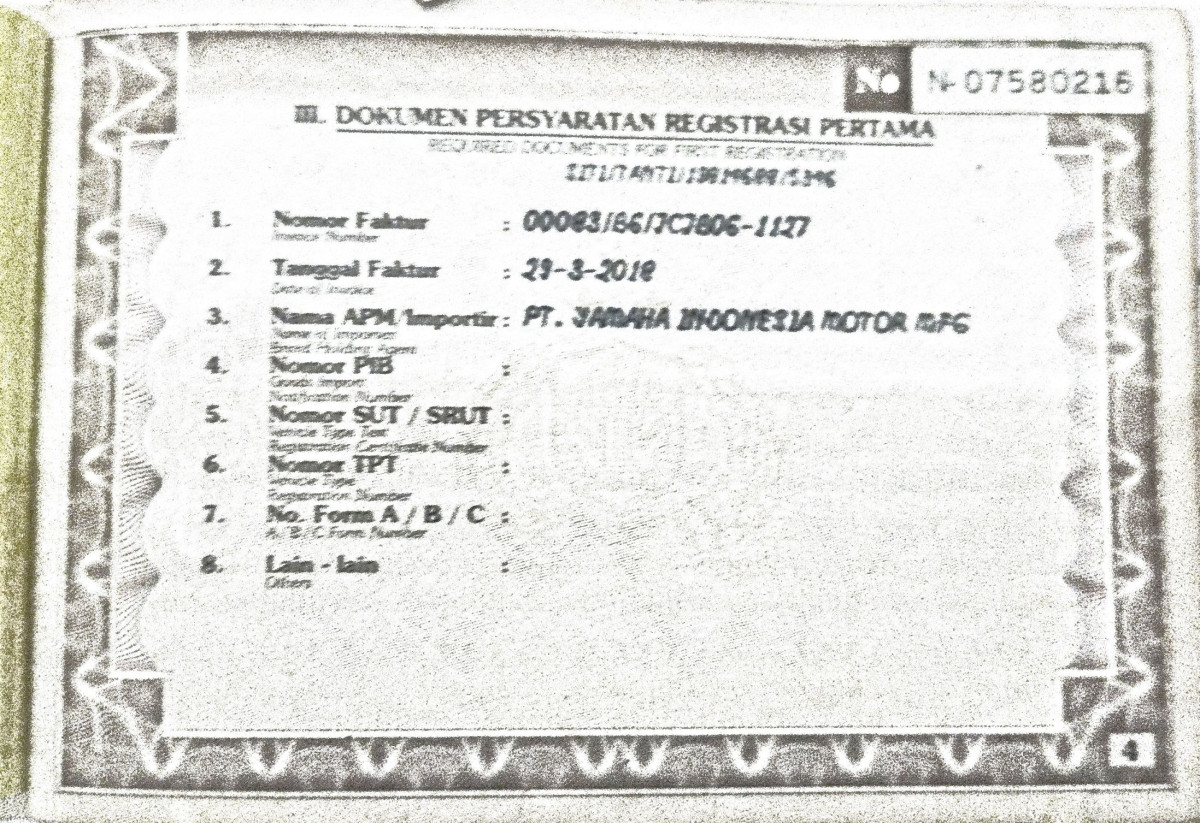 NO N-07580216
III. DOKUMEN PERSYARATAN REGISTRASI PERTAMA
REQUIRED DOCUMENTS FOR FIRST REGISTRATION
1. Nomor Faktur : 00083/86/7C7806-1127
Invoice Number
2. Tanggal Faktur : 29-3-2018
Date of Invoice
3. Nama APM/Importir : PT. YAMAHA INDONESIA MOTOR MFG
Name of Importer
Brand Holding Agent
4. Nomor PIB :
Goods Import
Notification Number
5. Nomor SUT / SRUT :
Vehicle Type Test
Registration Certificate Number
6. Nomor TPT :
Vehicle Type
Registration Number
7. No. Form A / B / C :
A / B / C Form Number
8. Lain - lain :
Others
4